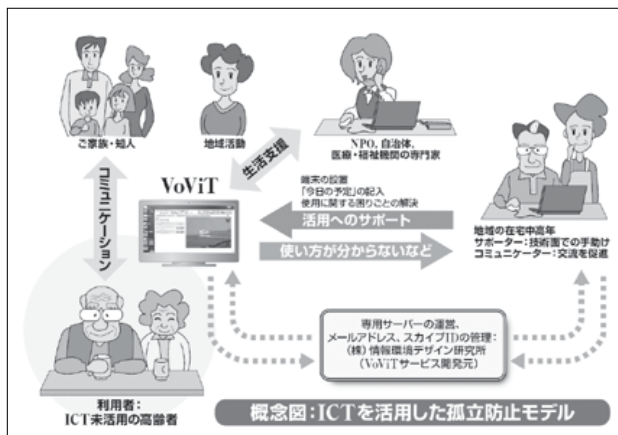 ご家族・知人
地域活動
NPO、自治体、
医療・福祉機関の専門家
生活支援
コミュニケーション
VoViT
端末の設置
「今日の予定」の記入
使用に関する困りごとの解決
活用へのサポート
使い方が分からないなど
地域の在宅中高年
サポーター：技術面での手助け
コミュニケーター：交流を促進
専用サーバーの運営、
メールアドレス、スカイプIDの管理：
（株）情報環境デザイン研究所
（VoViTサービス開発元）
利用者：
ICT未活用の高齢者
概念図：ICTを活用した孤立防止モデル